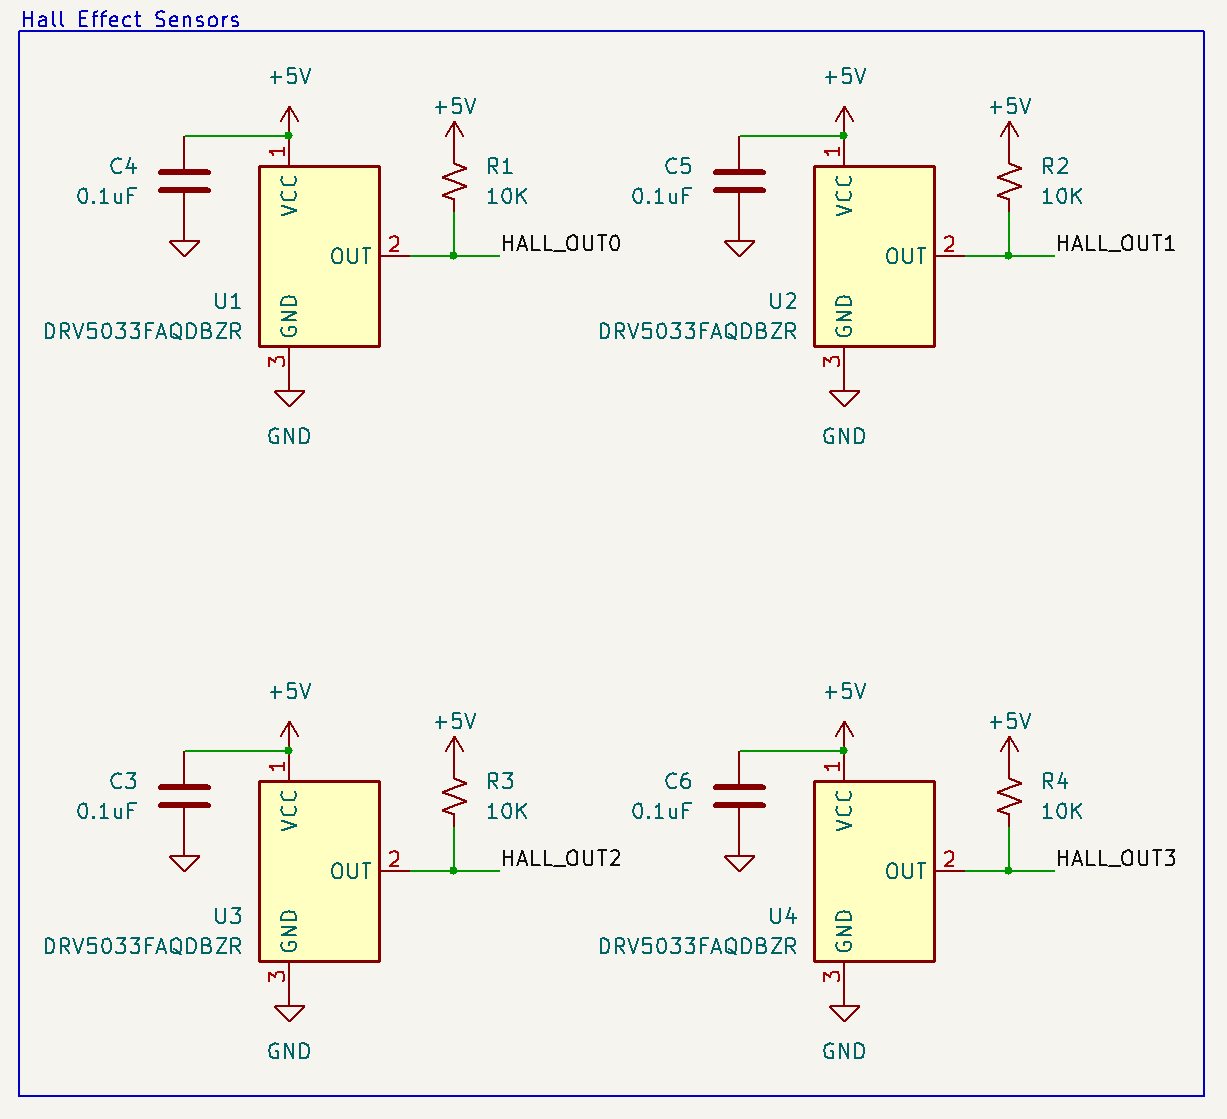 Hall Effect Sensors
+5V
+5V
C4
0.1uF
1
VCC
R1
10K
OUT
2
HALL_OUT0
U1
DRV5033FAQDBZR
GND
3
GND
+5V
+5V
C5
0.1uF
1
VCC
R2
10K
OUT
2
HALL_OUT1
U2
DRV5033FAQDBZR
GND
3
GND
+5V
+5V
C3
0.1uF
1
VCC
R3
10K
OUT
2
HALL_OUT2
U3
DRV5033FAQDBZR
GND
3
GND
+5V
+5V
C6
0.1uF
1
VCC
R4
10K
OUT
2
HALL_OUT3
U4
DRV5033FAQDBZR
GND
3
GND